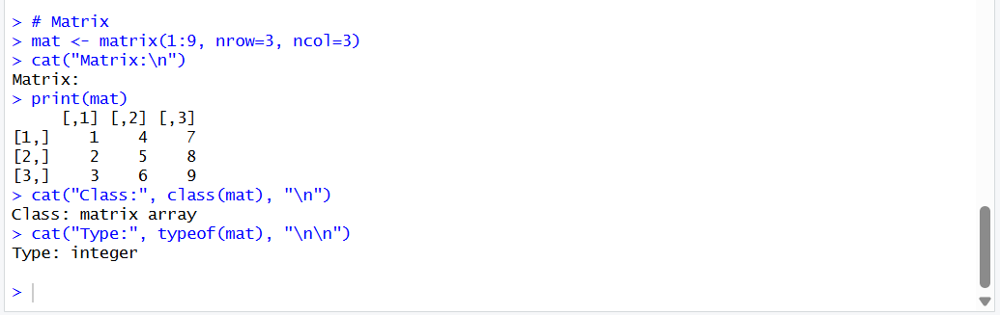 > # Matrix
> mat <- matrix(1:9, nrow=3, ncol=3)
> cat("Matrix:\n")
Matrix:
> print(mat)
     [,1] [,2] [,3]
[1,]    1    4    7
[2,]    2    5    8
[3,]    3    6    9
> cat("Class:", class(mat), "\n")
Class: matrix array
> cat("Type:", typeof(mat), "\n\n")
Type: integer

>